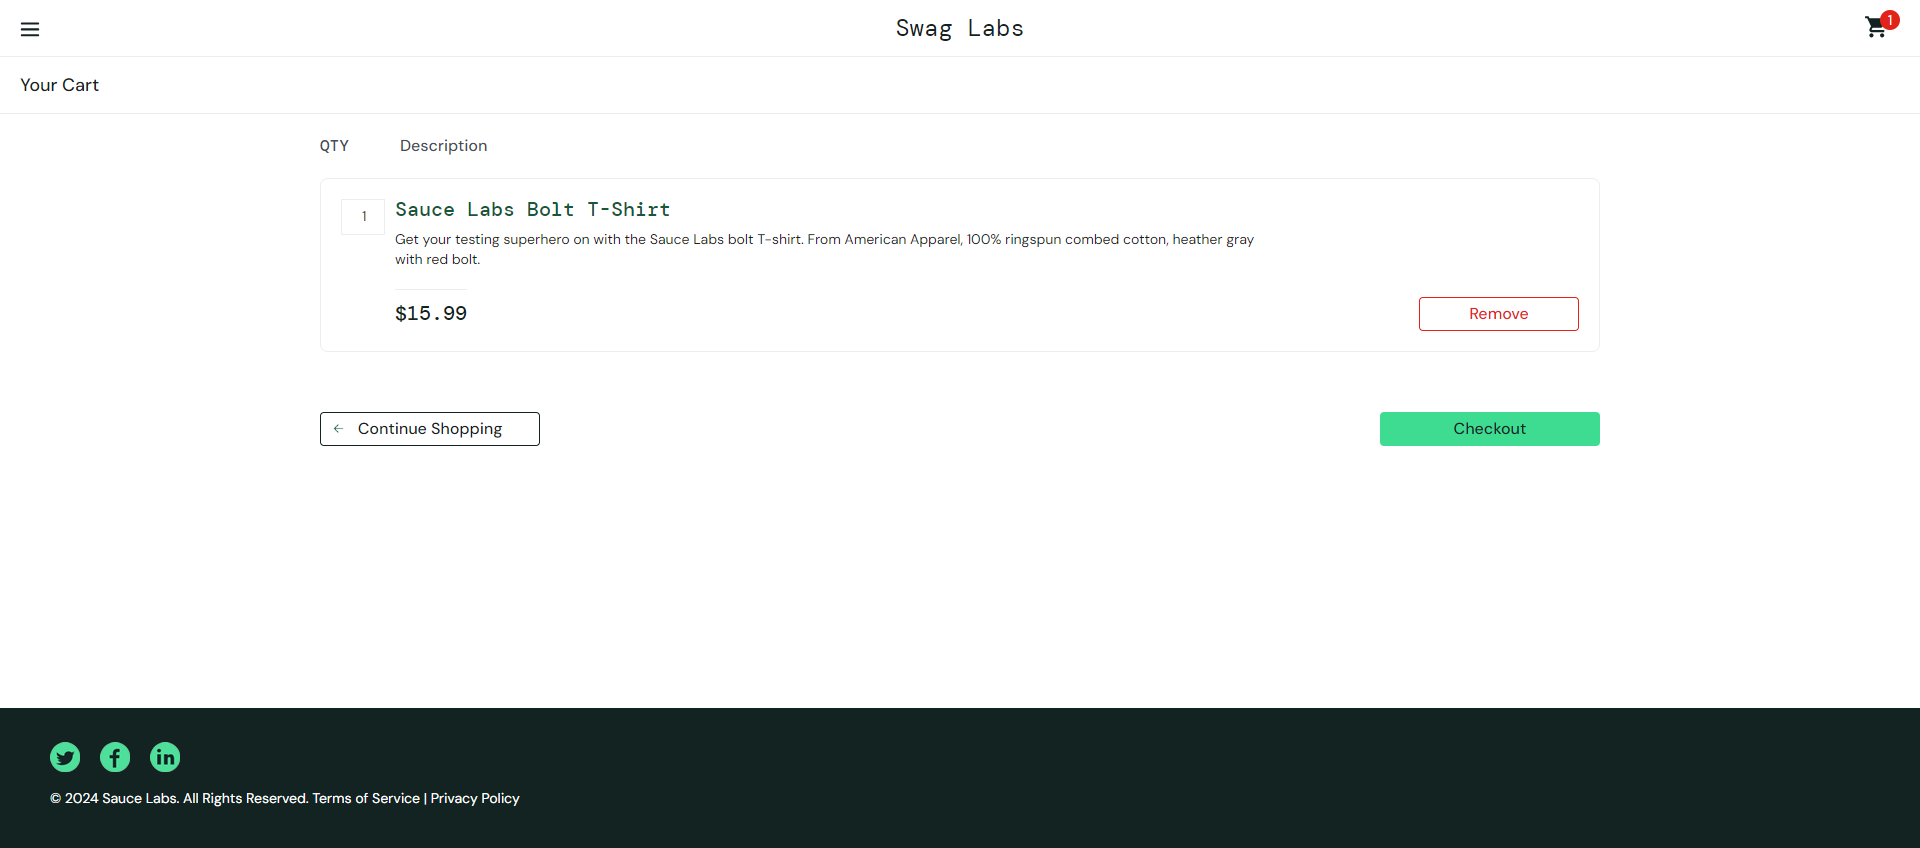 Swag Labs
1
Your Cart
QTY Description
1
Sauce Labs Bolt T-Shirt
Get your testing superhero on with the Sauce Labs bolt T-shirt. From American Apparel, 100% ringspun combed cotton, heather gray
with red bolt.
$15.99
Remove
Continue Shopping
Checkout
© 2024 Sauce Labs. All Rights Reserved. Terms of Service | Privacy Policy